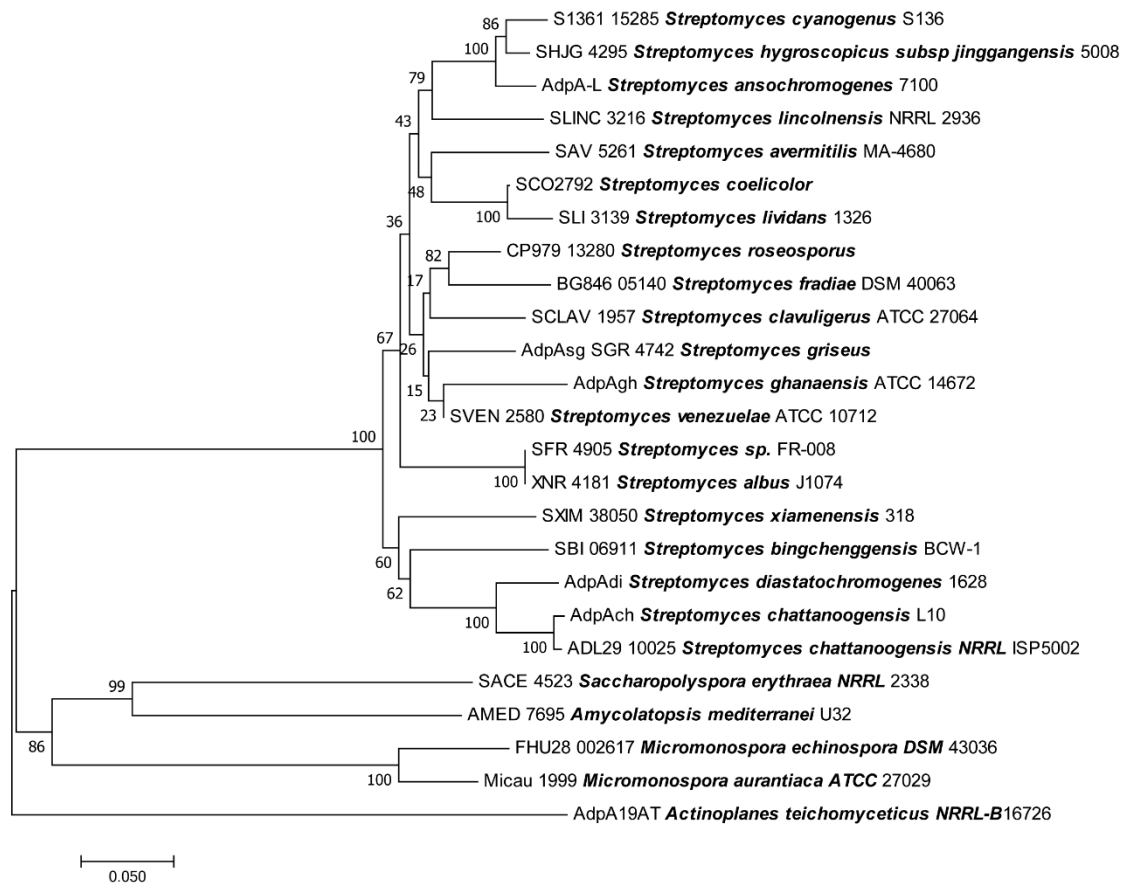 86 S1361 15285 Streptomyces cyanogenus S136
100 SHJG 4295 Streptomyces hygroscopicus subsp jinggangensis 5008
79 AdpA-L Streptomyces ansochromogenes 7100
43 SLINC 3216 Streptomyces lincolnensis NRRL 2936
SAV 5261 Streptomyces avermitilis MA-4680
48 SCO2792 Streptomyces coelicolor
36 100 SLI 3139 Streptomyces lividans 1326
82 CP979 13280 Streptomyces roseosporus
17 BG846 05140 Streptomyces fradiae DSM 40063
SCLAV 1957 Streptomyces clavuligerus ATCC 27064
67 26 AdpAsg SGR 4742 Streptomyces griseus
15 AdpAgh Streptomyces ghanaensis ATCC 14672
23 SVEN 2580 Streptomyces venezuelae ATCC 10712
100 SFR 4905 Streptomyces sp. FR-008
100 XNR 4181 Streptomyces albus J1074
SXIM 38050 Streptomyces xiamenensis 318
60 SBI 06911 Streptomyces bingchenggensis BCW-1
62 AdpAdi Streptomyces diastatochromogenes 1628
100 AdpAch Streptomyces chattanoogensis L10
100 ADL29 10025 Streptomyces chattanoogensis NRRL ISP5002
99 SACE 4523 Saccharopolyspora erythraea NRRL 2338
AMED 7695 Amycolatopsis mediterranei U32
86 FHU28 002617 Micromonospora echinospora DSM 43036
100 Micau 1999 Micromonospora aurantiaca ATCC 27029
AdpA19AT Actinoplanes teichomyceticus NRRL-B16726
0.050